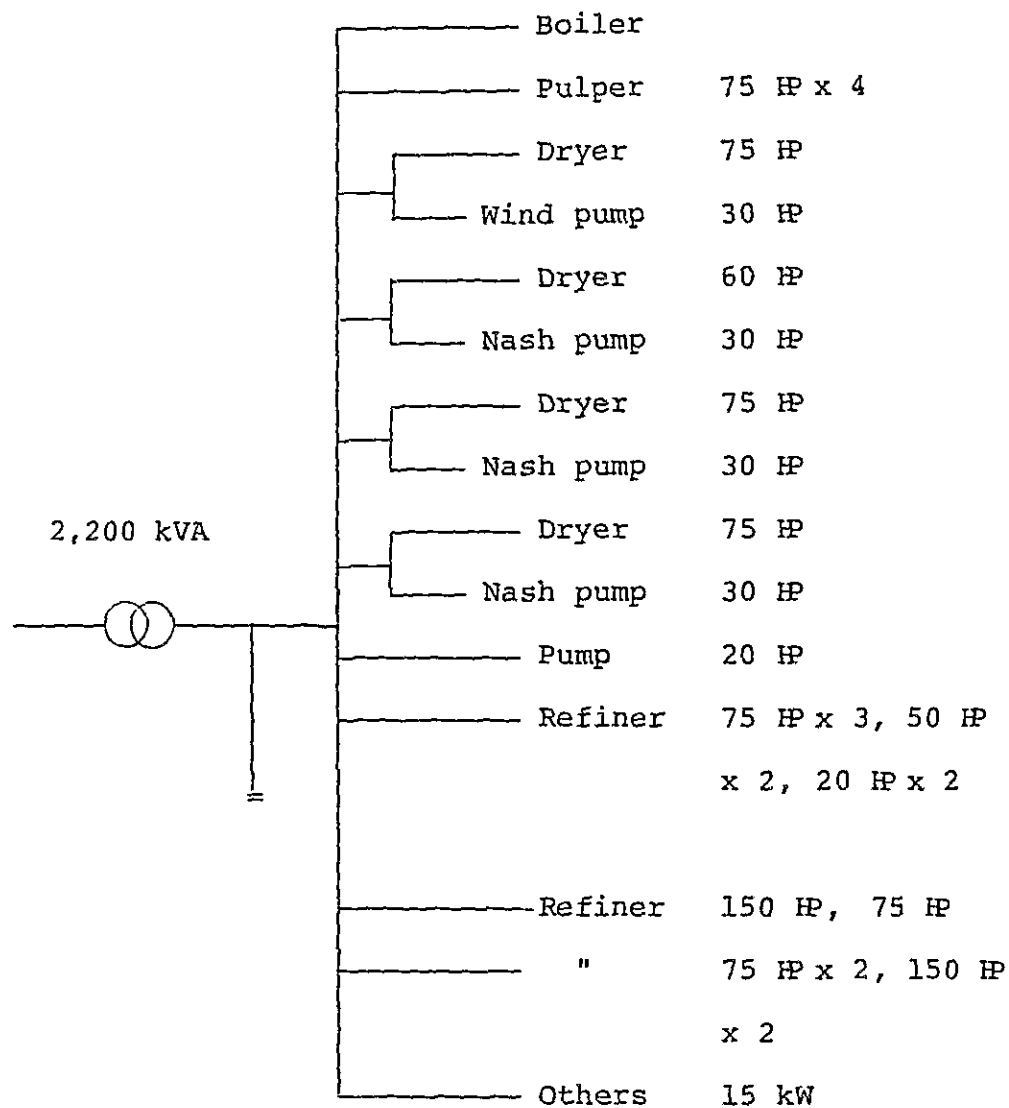 Boiler
Pulper 75 HP x 4
Dryer 75 HP
Wind pump 30 HP
Dryer 60 HP
Nash pump 30 HP
Dryer 75 HP
Nash pump 30 HP
2,200 kVA
Dryer 75 HP
Nash pump 30 HP
Pump 20 HP
Refiner 75 HP x 3, 50 HP
x 2, 20 HP x 2
Refiner 150 HP, 75 HP
" 75 HP x 2, 150 HP
x 2
Others 15 kW